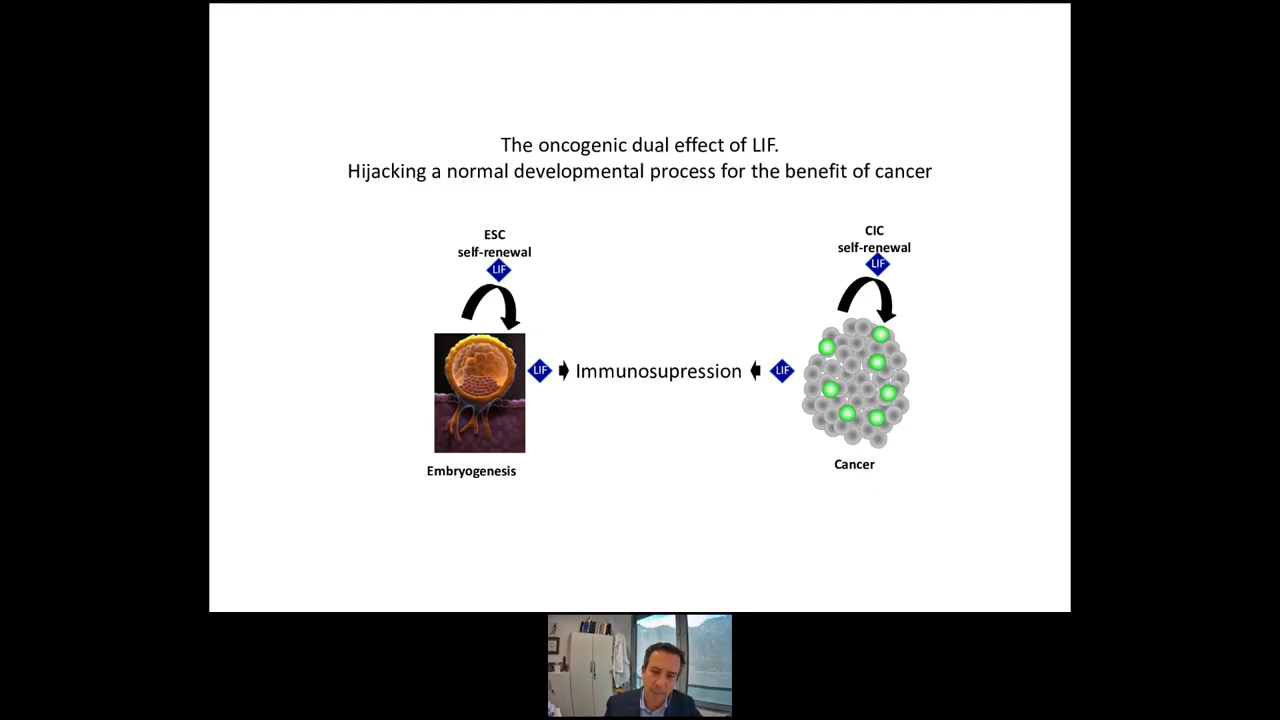 The oncogenic dual effect of LIF.
Hijacking a normal developmental process for the benefit of cancer
ESC
self-renewal
LIF
CIC
self-renewal
LIF
LIF
Immunosupression
LIF
Embryogenesis
Cancer